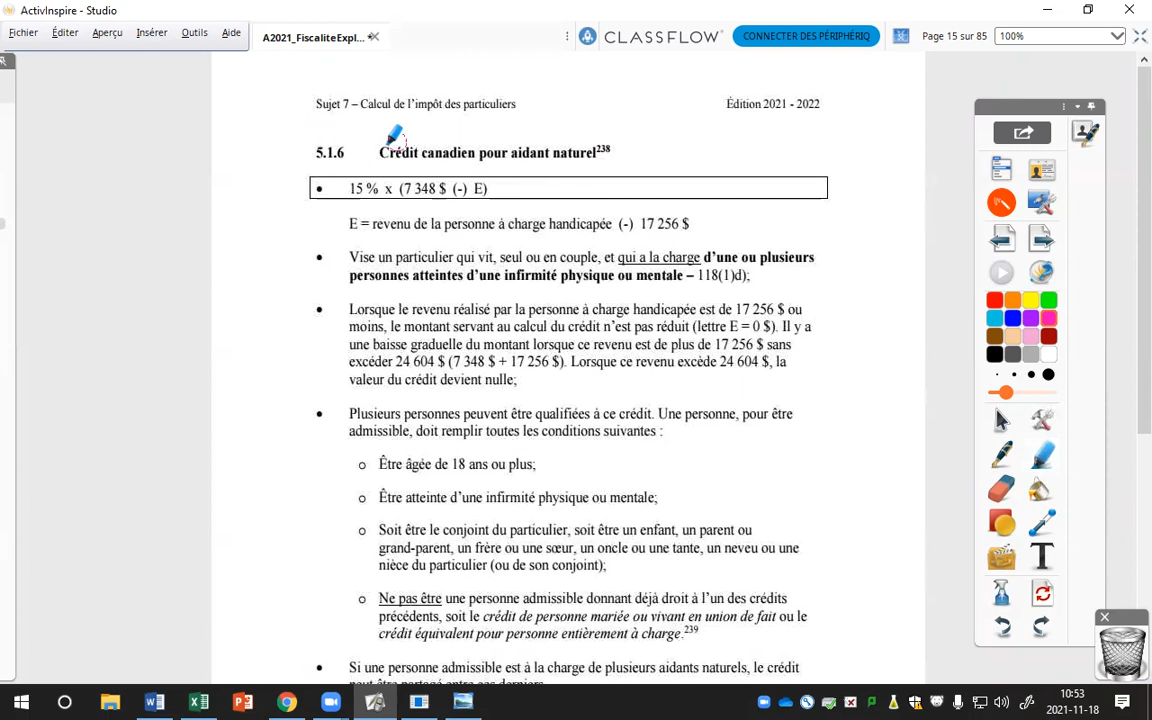 ActivInspire - Studio
Fichier Éditer Aperçu Insérer Outils Aide
A2021_FiscaliteExpl...
CLASSFLOW
CONNECTER DES PÉRIPHÉRIQ
Page 15 sur 85
100%
Sujet 7 – Calcul de l'impôt des particuliers
Édition 2021 - 2022
5.1.6 Crédit canadien pour aidant naturel238
• 15 % x (7 348 $ (-) E)
E = revenu de la personne à charge handicapée (-) 17 256 $
• Vise un particulier qui vit, seul ou en couple, et qui a la charge d'une ou plusieurs
personnes atteintes d'une infirmité physique ou mentale – 118(1)d);
• Lorsque le revenu réalisé par la personne à charge handicapée est de 17 256 $ ou
moins, le montant servant au calcul du crédit n'est pas réduit (lettre E = 0 $). Il y a
une baisse graduelle du montant lorsque ce revenu est de plus de 17 256 $ sans
excéder 24 604 $ (7 348 $ + 17 256 $). Lorsque ce revenu excède 24 604 $, la
valeur du crédit devient nulle;
• Plusieurs personnes peuvent être qualifiées à ce crédit. Une personne, pour être
admissible, doit remplir toutes les conditions suivantes :
o Être âgée de 18 ans ou plus;
o Être atteinte d'une infirmité physique ou mentale;
o Soit être le conjoint du particulier, soit être un enfant, un parent ou
grand-parent, un frère ou une sœur, un oncle ou une tante, un neveu ou une
nièce du particulier (ou de son conjoint);
o Ne pas être une personne admissible donnant déjà droit à l'un des crédits
précédents, soit le crédit de personne mariée ou vivant en union de fait ou le
crédit équivalent pour personne entièrement à charge.239
• Si une personne admissible est à la charge de plusieurs aidants naturels, le crédit
peut être partagé entre ces derniers.
10:53
2021-11-18